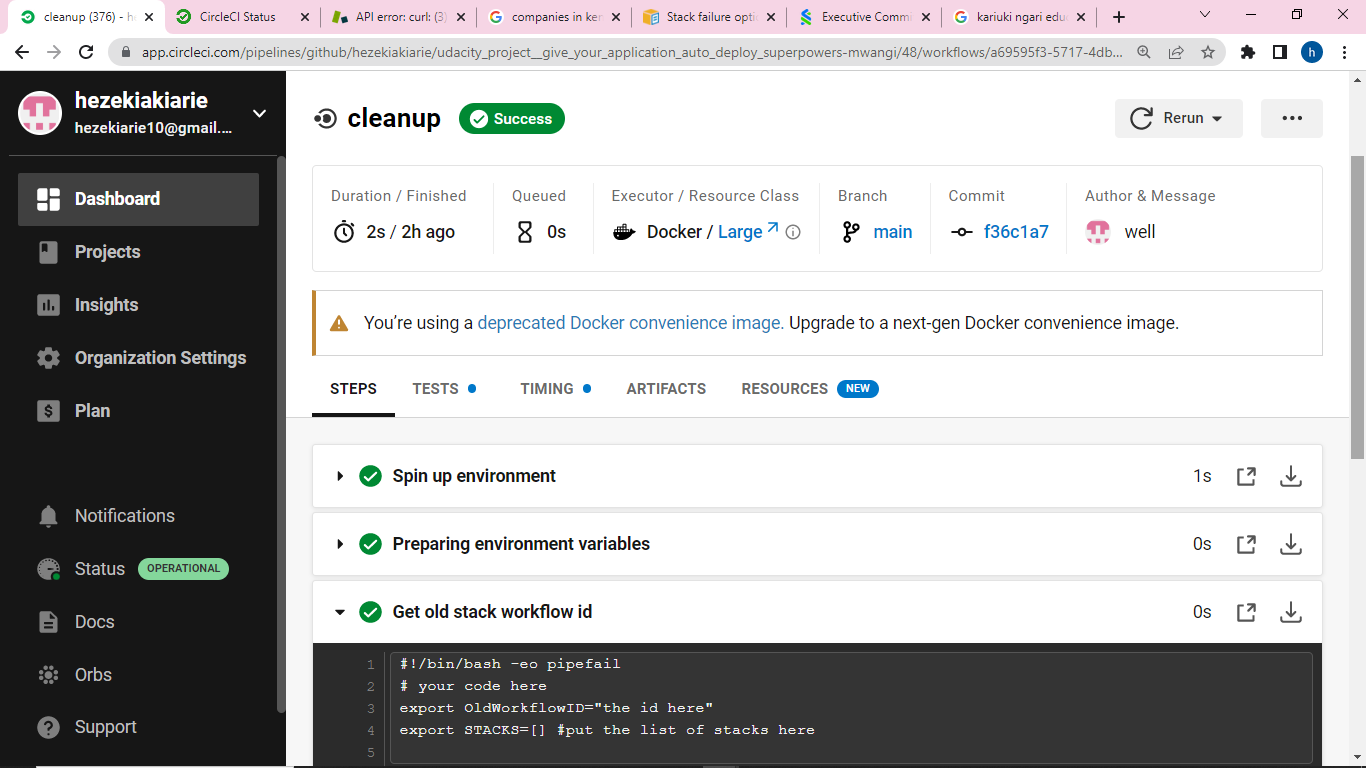 cleanup (376) - h
CircleCI Status
API error: curl: (3)
companies in ke
Stack failure opti
Executive Commi
kariuki ngari edu
app.circleci.com/pipelines/github/hezekiakiarie/udacity_project__give_your_application_auto_deploy_superpowers-mwangi/48/workflows/a69595f3-5717-4db...
h
hezekiakiarie
hezekiarie10@gmail....
Dashboard
Projects
Insights
Organization Settings
Plan
Notifications
Status OPERATIONAL
Docs
Orbs
Support
cleanup Success
Rerun
Duration / Finished
2s / 2h ago
Queued
0s
Executor / Resource Class
Docker / Large
Branch
main
Commit
f36c1a7
Author & Message
well
You’re using a deprecated Docker convenience image. Upgrade to a next-gen Docker convenience image.
STEPS TESTS TIMING ARTIFACTS RESOURCES NEW
Spin up environment 1s
Preparing environment variables 0s
Get old stack workflow id 0s
1 #!/bin/bash -eo pipefail
2 # your code here
3 export OldWorkflowID="the id here"
4 export STACKS=[] #put the list of stacks here
5